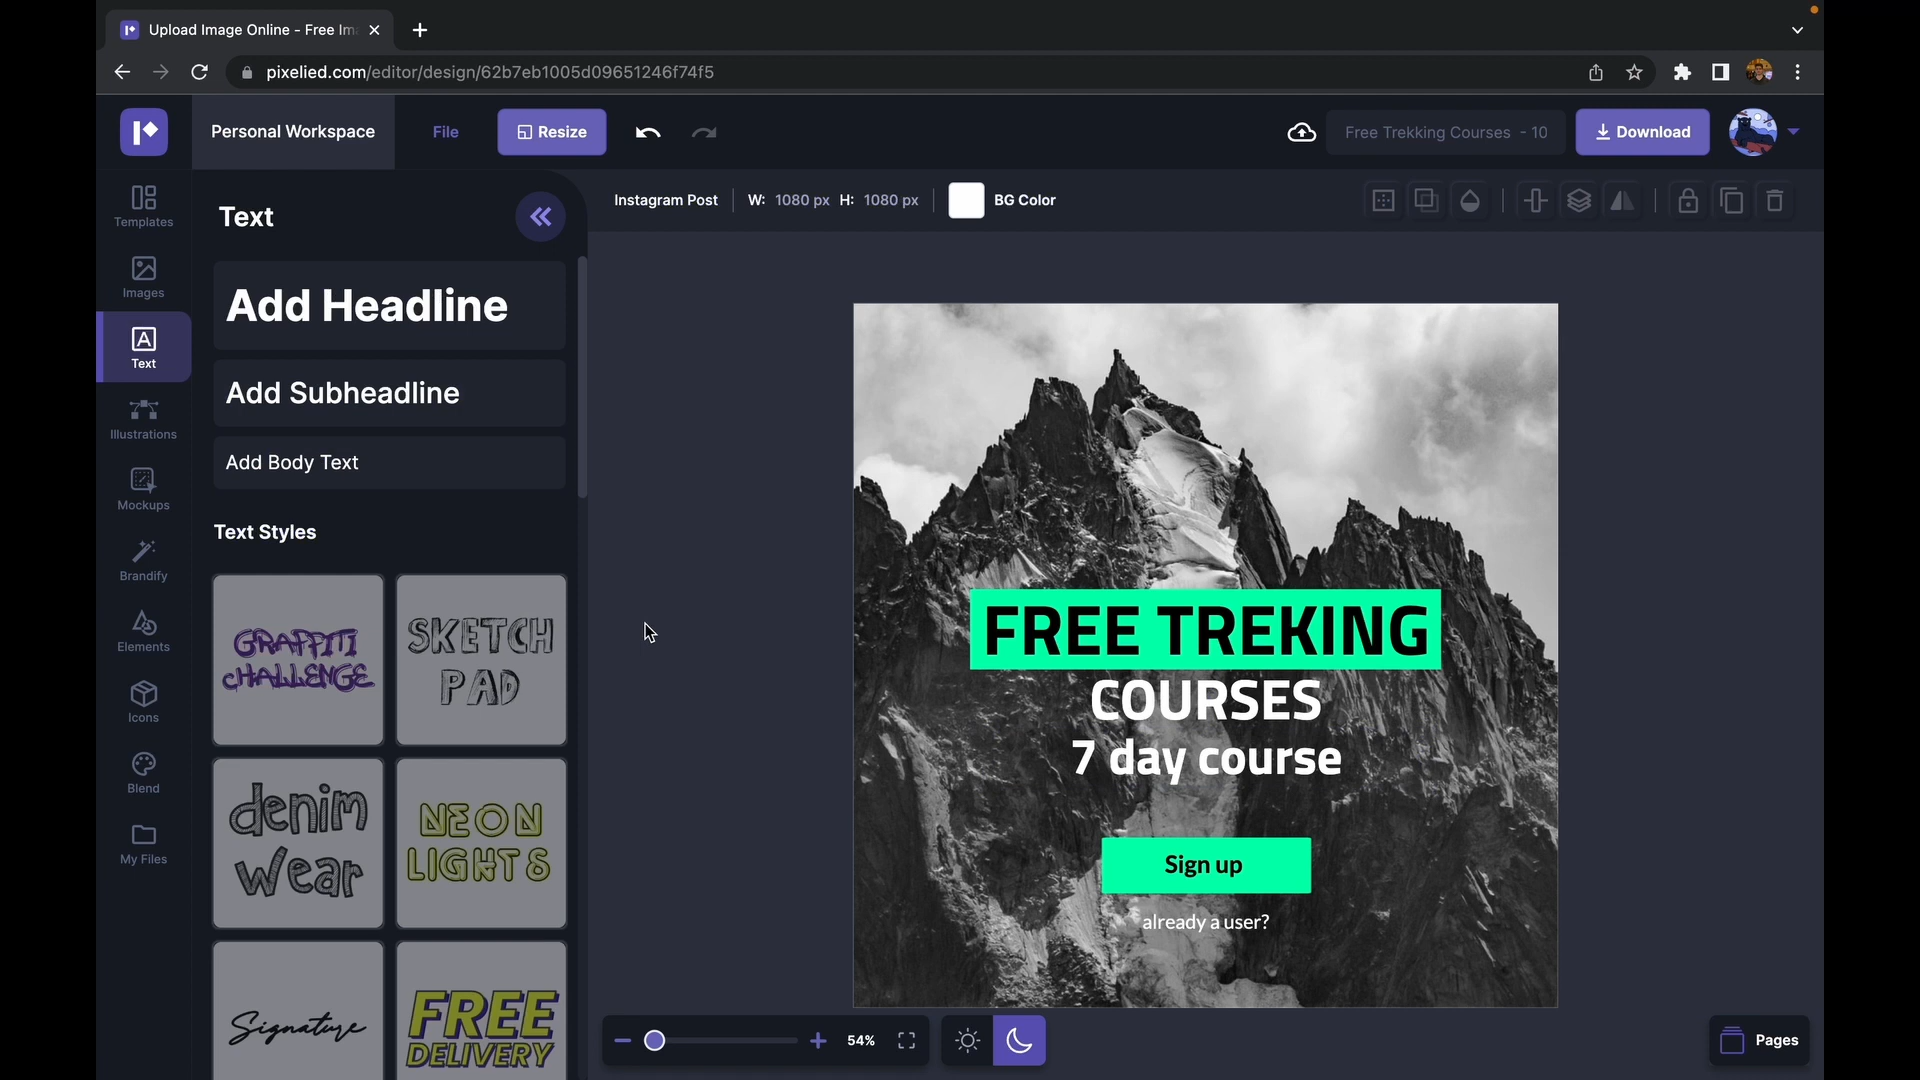 Upload Image Online - Free Im
pixelied.com/editor/design/62b7eb1005d09651246f74f5
Personal Workspace
File
Resize
Free Trekking Courses - 10
Download
Templates
Images
Text
Illustrations
Mockups
Brandify
Elements
Icons
Blend
My Files
Text
Add Headline
Add Subheadline
Add Body Text
Text Styles
GRAFFITI
CHALLENGE
SKETCH
PAD
denim
wear
NEON
LIGHTS
Signature
FREE
DELIVERY
Instagram Post
W: 1080 px H: 1080 px
BG Color
FREE TREKING
COURSES
7 day course
Sign up
already a user?
54%
Pages